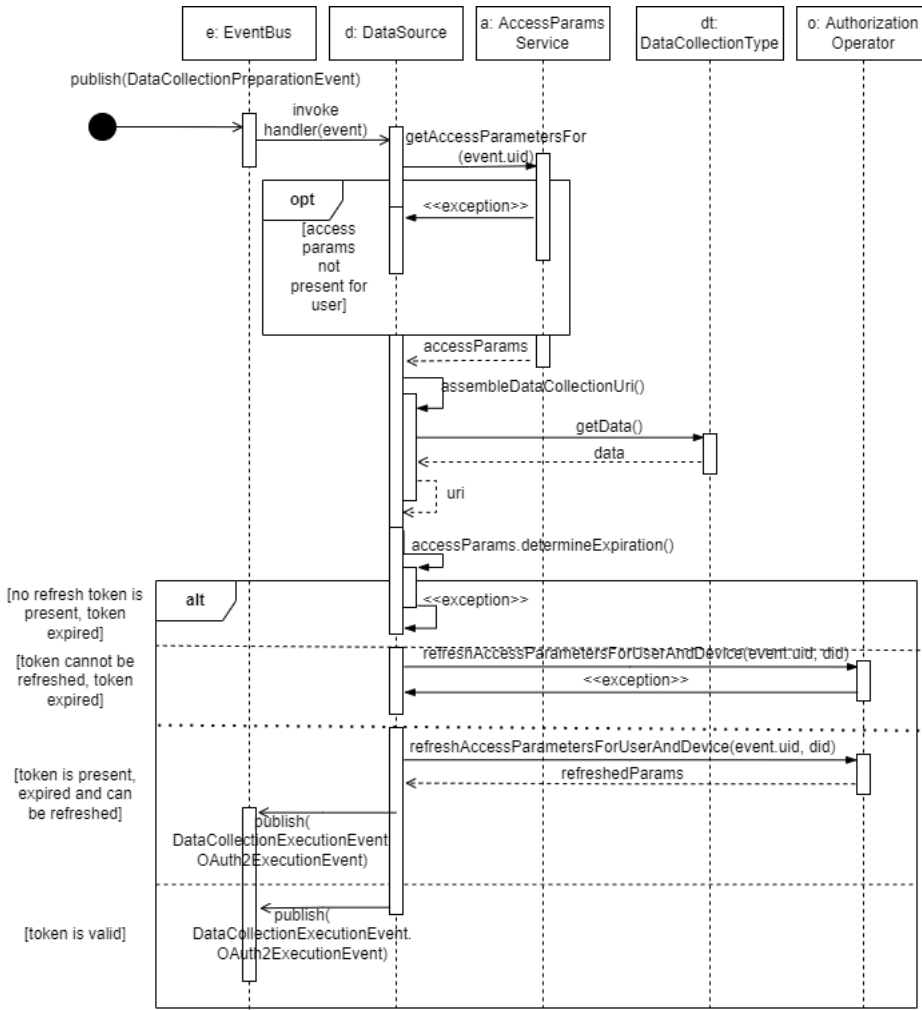 e: EventBus
d: DataSource
a: AccessParams
Service
dt:
DataCollectionType
o: Authorization
Operator
publish(DataCollectionPreparationEvent)
invoke
handler(event)
getAccessParametersFor
(event.uid)
opt
<<exception>>
[access
params
not
present for
user]
accessParams
assembleDataCollectionUri()
getData()
data
uri
accessParams.determineExpiration()
[no refresh token is
present, token
expired]
alt
<<exception>>
[token cannot be
refreshed, token
expired]
refreshAccessParametersForUserAndDevice(event.uid, did)
<<exception>>
refreshAccessParametersForUserAndDevice(event.uid, did)
refreshedParams
[token is present,
expired and can
be refreshed]
publish(
DataCollectionExecutionEvent
OAuth2ExecutionEvent)
[token is valid]
publish(
DataCollectionExecutionEvent.
OAuth2ExecutionEvent)